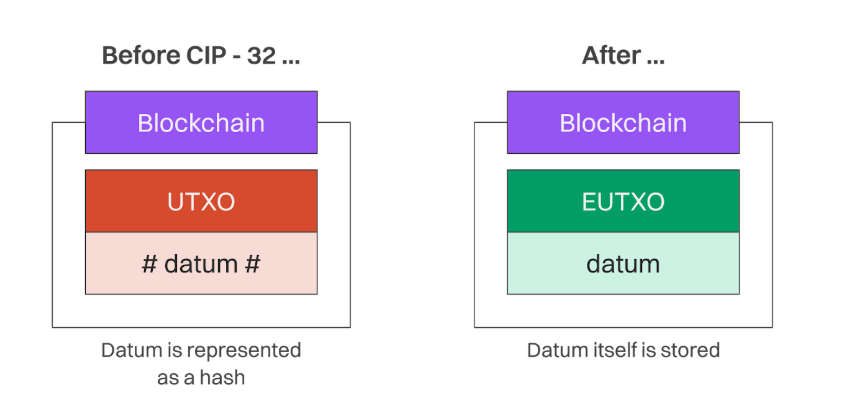 Before CIP - 32 ...
Blockchain
UTXO
# datum #
Datum is represented
as a hash
After ...
Blockchain
EUTXO
datum
Datum itself is stored